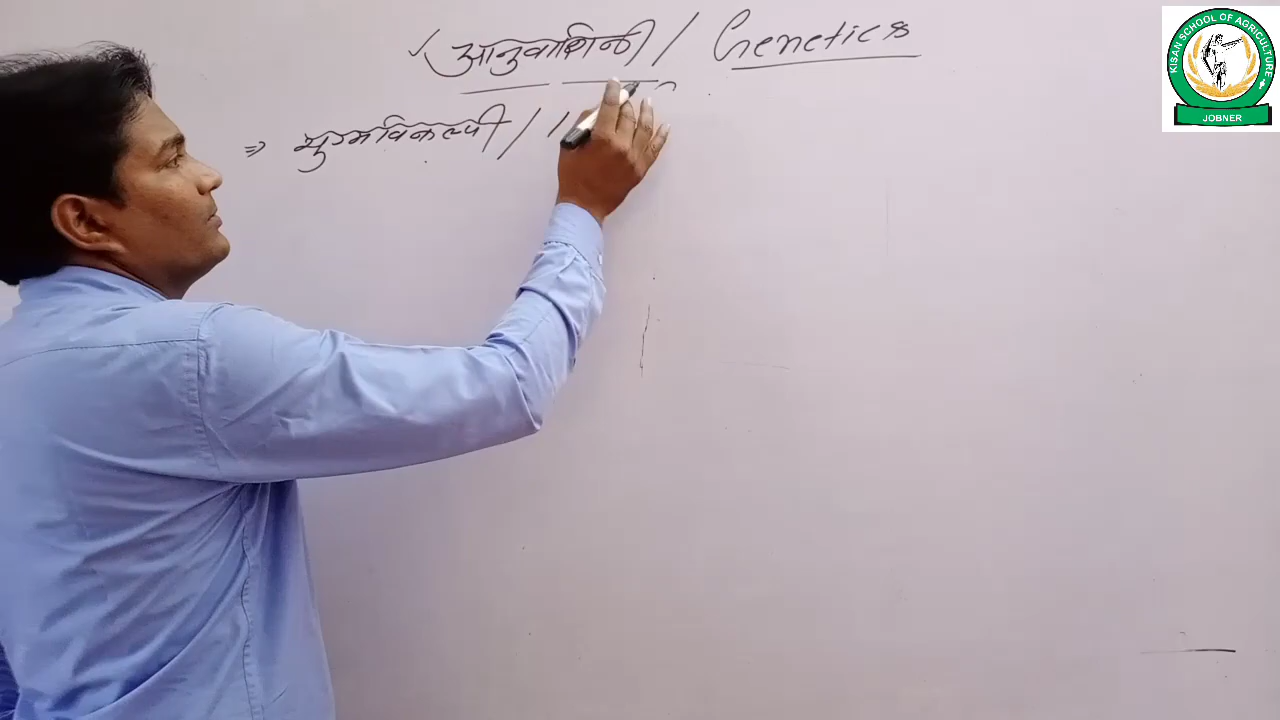 ✓ आनुवांशिकी / Genetics
⇒ युग्मविकल्पी /
KISAN SCHOOL OF AGRICULTURE
JOBNER